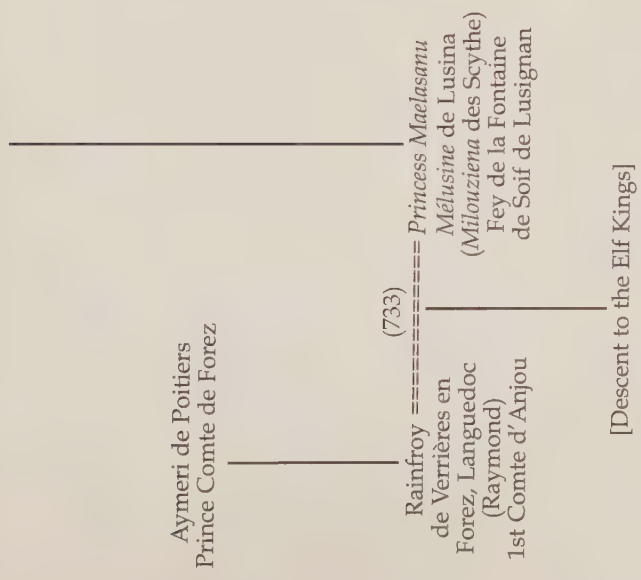 Aymeri de Poitiers
Prince Comte de Forez
(733)
Rainfroy ============= Princess Maelasanu
de Verrières en
Forez, Languedoc
(Raymond)
1st Comte d'Anjou
Mélusine de Lusina
(Milouziena des Scythe)
Fey de la Fontaine
de Soif de Lusignan
[Descent to the Elf Kings]